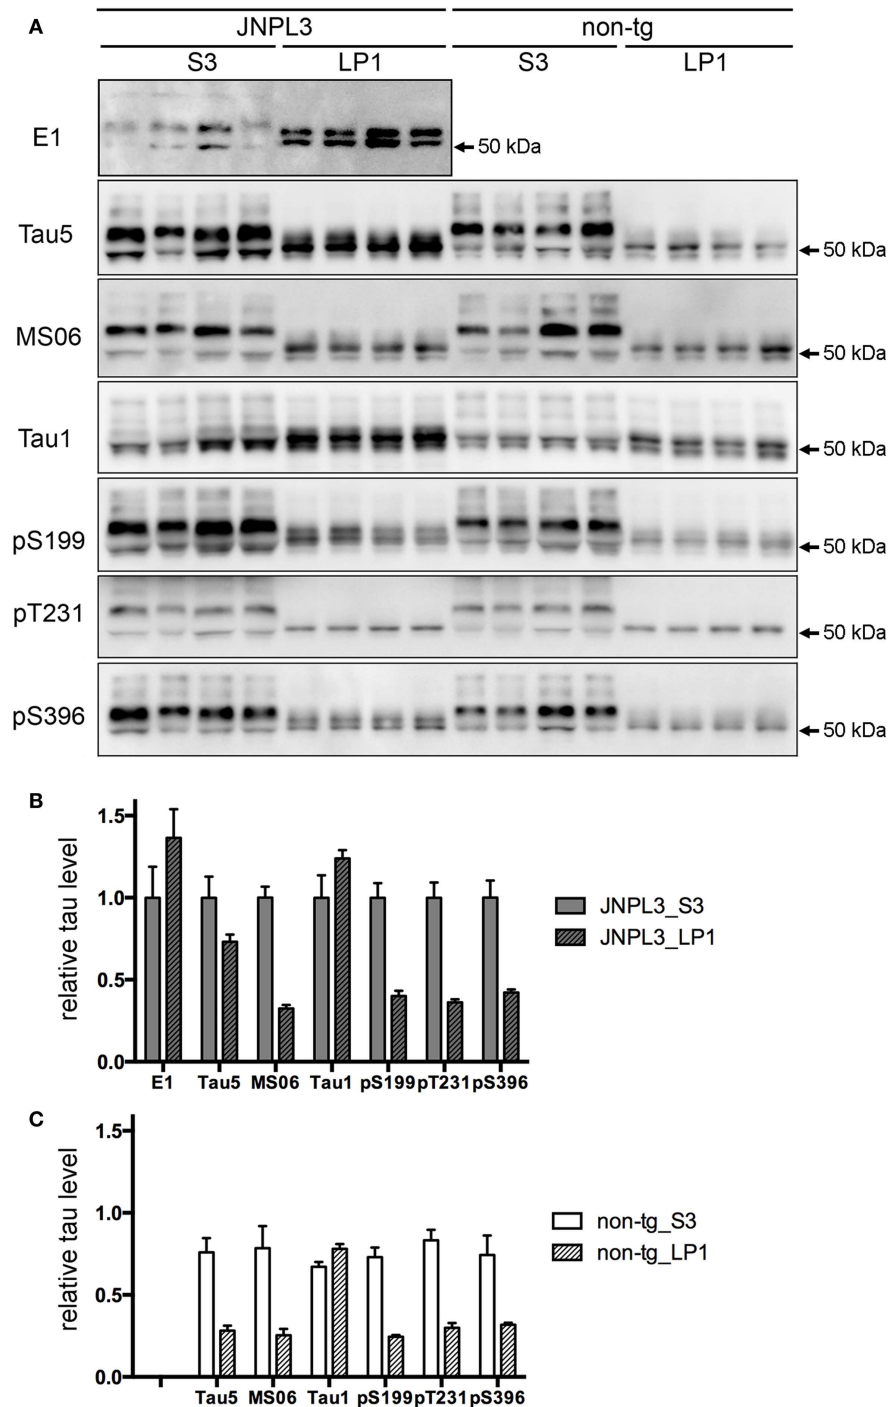 A
JNPL3 non-tg
S3 LP1 S3 LP1
E1
50 kDa
Tau5
50 kDa
MS06
50 kDa
Tau1
50 kDa
pS199
50 kDa
pT231
50 kDa
pS396
50 kDa
B
relative tau level
1.5
1.0
0.5
0.0
E1 Tau5 MS06 Tau1 pS199 pT231 pS396
JNPL3_S3
JNPL3_LP1
C
relative tau level
1.5
1.0
0.5
0.0
Tau5 MS06 Tau1 pS199 pT231 pS396
non-tg_S3
non-tg_LP1